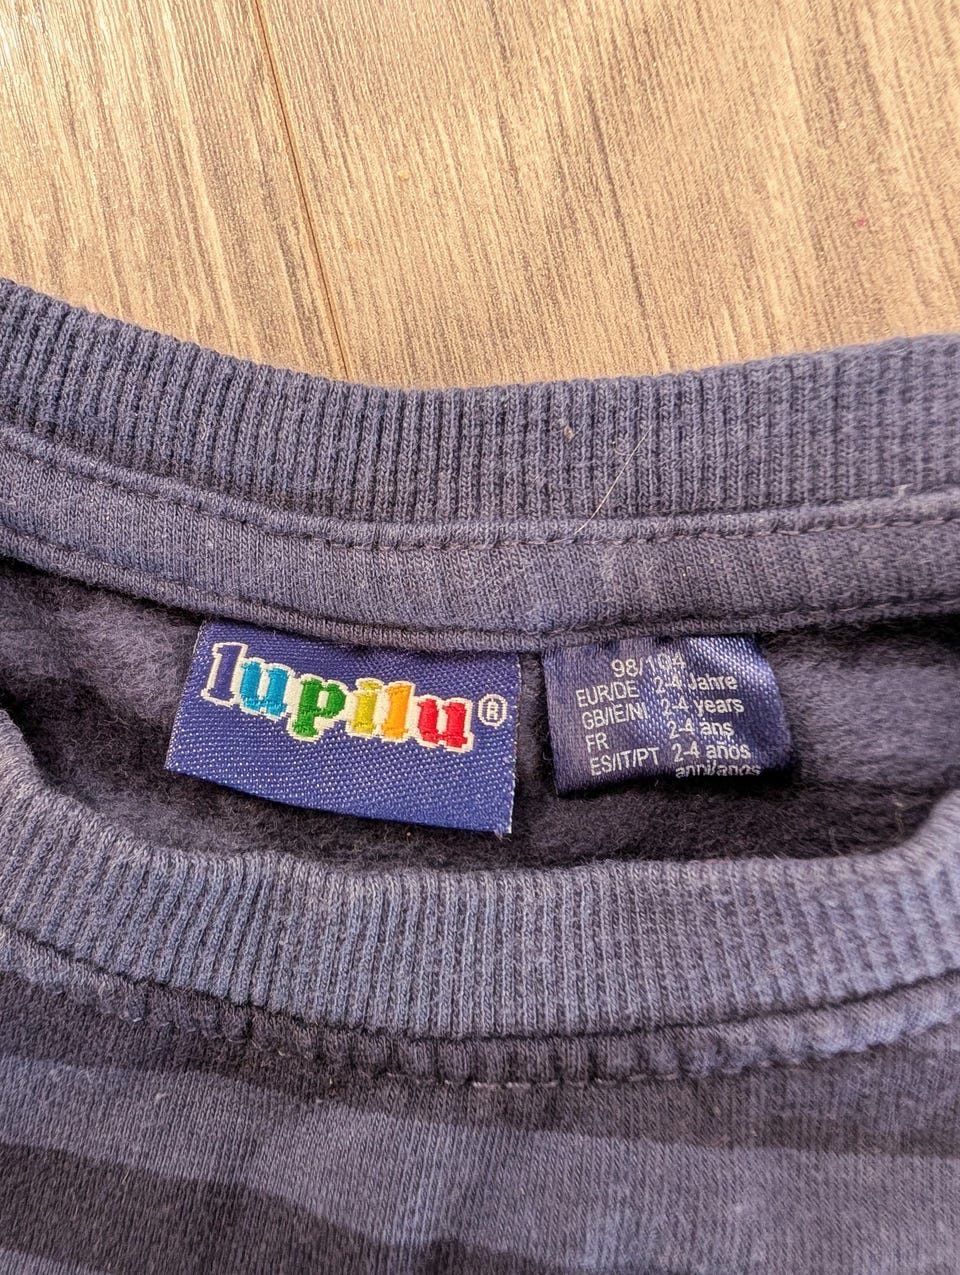 lupilu®
98/104
EUR/DE 2-4 Jahre
GB/IE/NI 2-4 years
FR 2-4 ans
ES/IT/PT 2-4 años
anni/anos